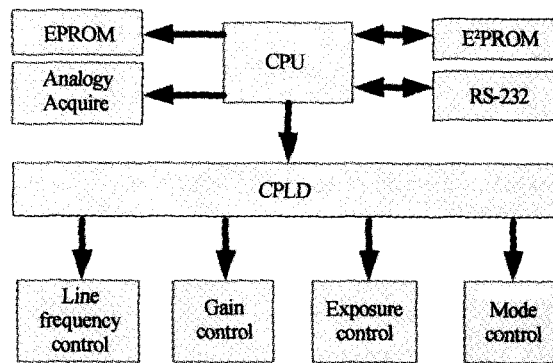 EPROM
CPU
E²PROM
Analogy
Acquire
RS-232
CPLD
Line
frequency
control
Gain
control
Exposure
control
Mode
control